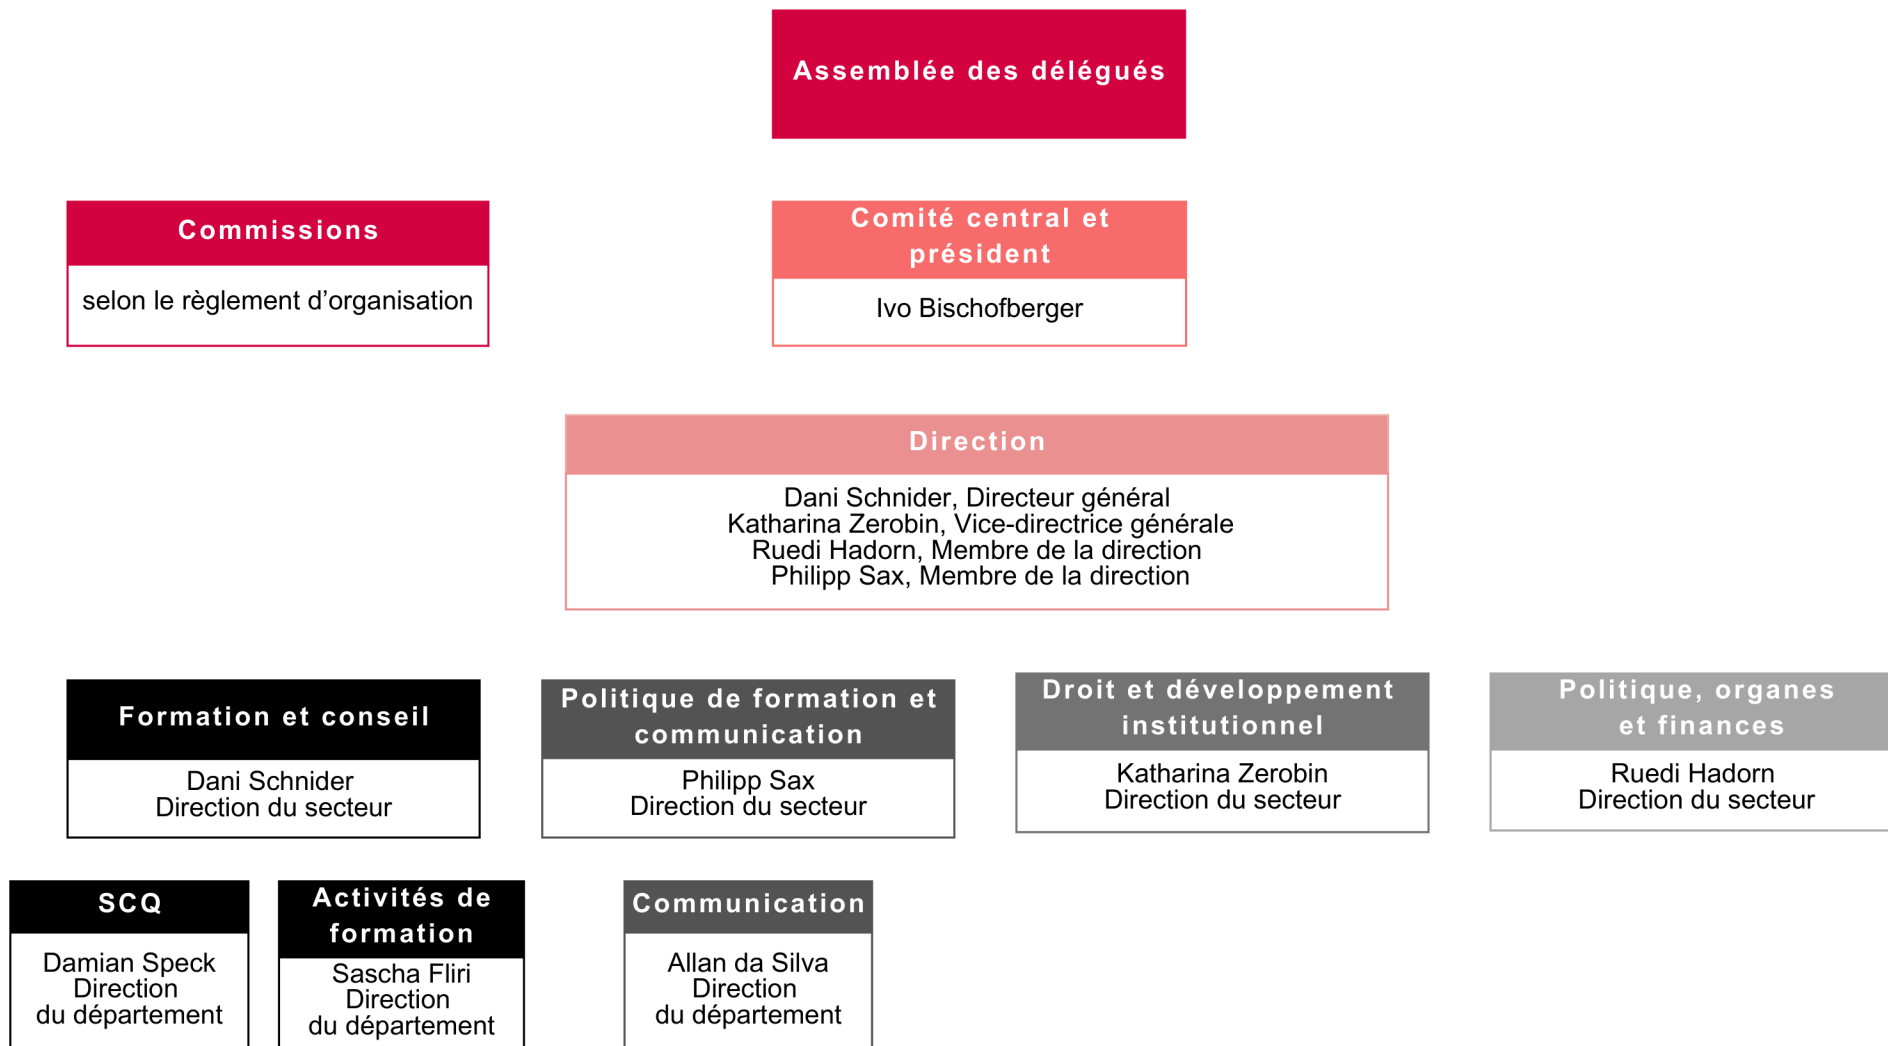 Assemblée des délégués
Commissions
selon le règlement d’organisation
Comité central et
président
Ivo Bischofberger
Direction
Dani Schnider, Directeur général
Katharina Zerobin, Vice-directrice générale
Ruedi Hadorn, Membre de la direction
Philipp Sax, Membre de la direction
Formation et conseil
Dani Schnider
Direction du secteur
Politique de formation et
communication
Philipp Sax
Direction du secteur
Droit et développement
institutionnel
Katharina Zerobin
Direction du secteur
Politique, organes
et finances
Ruedi Hadorn
Direction du secteur
SCQ
Damian Speck
Direction
du département
Activités de
formation
Sascha Fliri
Direction
du département
Communication
Allan da Silva
Direction
du département